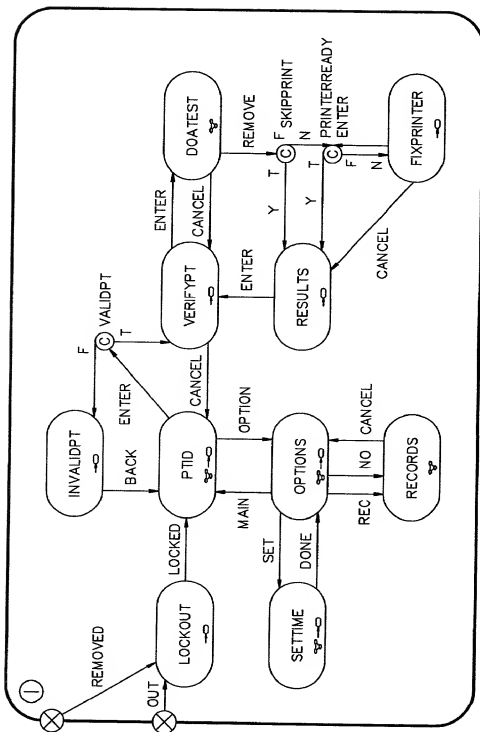 I
REMOVED
OUT
LOCKOUT
LOCKED
INVALIDPT
BACK
F
C
VALIDPT
T
ENTER
PTID
CANCEL
VERIFYPT
ENTER
CANCEL
DOATEST
REMOVE
MAIN
OPTION
ENTER
F
C
SKIPPRINT
T
N
Y
SET
DONE
SETTIME
OPTIONS
RESULTS
Y
T
C
PRINTERREADY
ENTER
F
N
REC
NO
CANCEL
CANCEL
RECORDS
FIXPRINTER